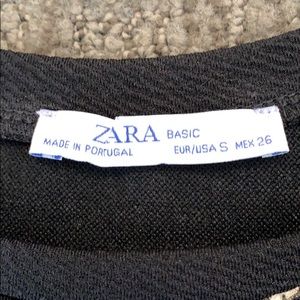 ZARA BASIC
MADE IN PORTUGAL EUR/USA S MEX 26